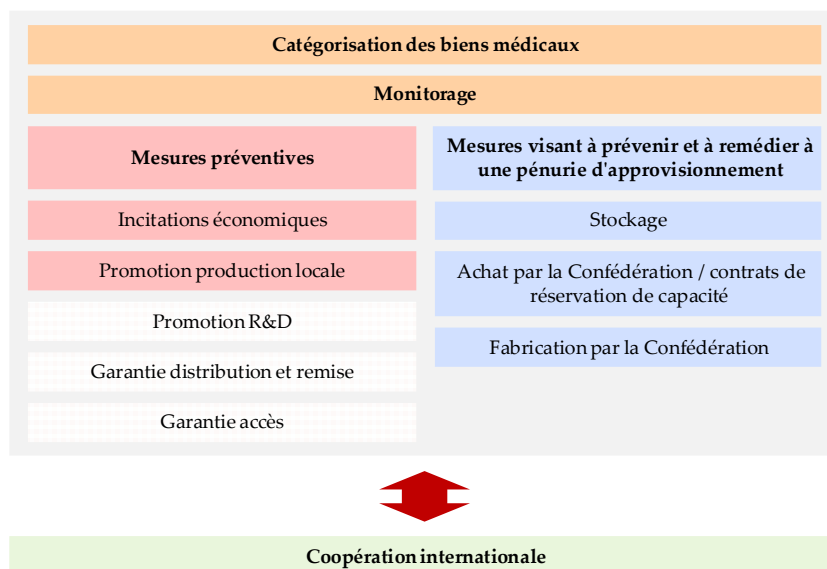 Catégorisation des biens médicaux
Monitorage
Mesures préventives
Incitations économiques
Promotion production locale
Promotion R&D
Garantie distribution et remise
Garantie accès
Mesures visant à prévenir et à remédier à
une pénurie d'approvisionnement
Stockage
Achat par la Confédération / contrats de
réservation de capacité
Fabrication par la Confédération
Coopération internationale